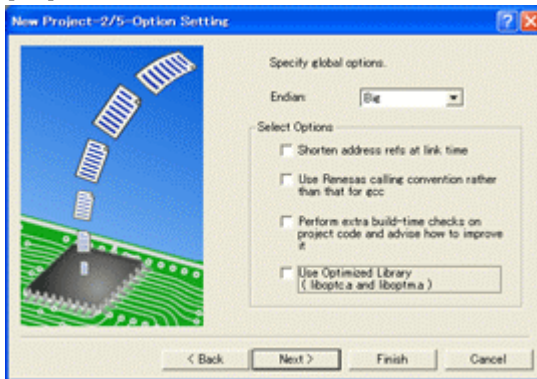 New Project-2/5-Option Setting
Specify global options.
Endian: Big
Select Options
Shorten address refs at link time
Use Renesas calling convention rather
than that for gcc
Perform extra build-time checks on
project code and advise how to improve
it
Use Optimized Library
( liboptc.a and liboptm.a )
< Back Next > Finish Cancel